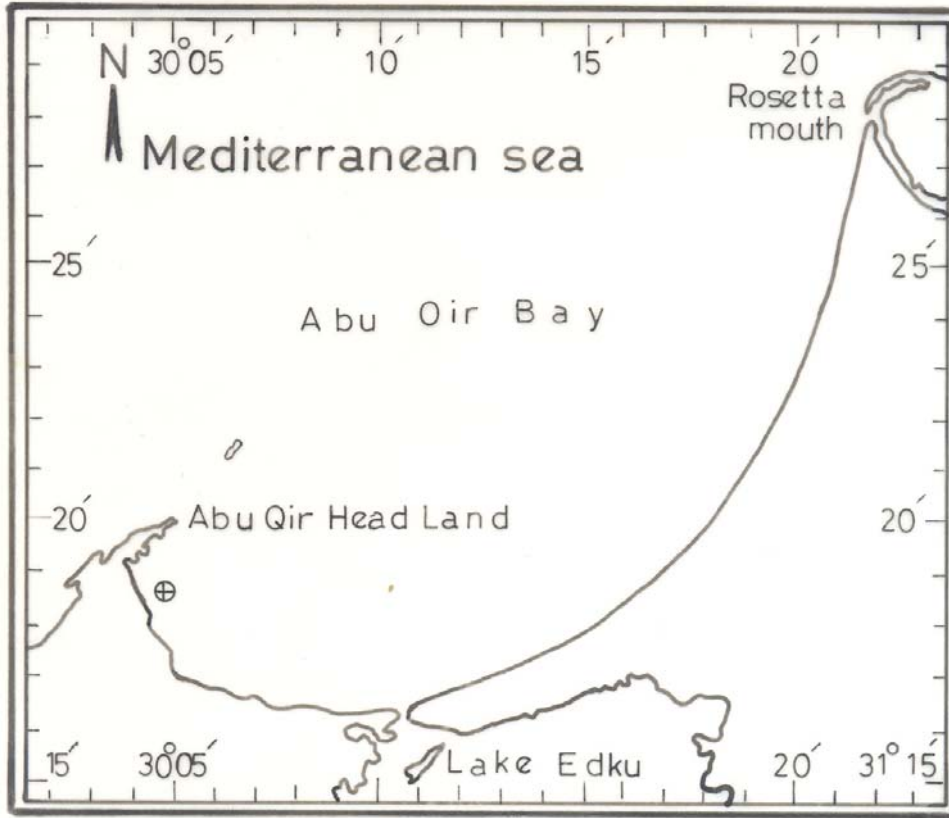 N 30°05′ 10′ 15′ 20′
Rosetta
mouth
Mediterranean sea
25′ 25′
Abu Oir Bay
20′ Abu Qir Head Land 20′
15′ 30°05′ 10′ Lake Edku 20′ 31° 15′